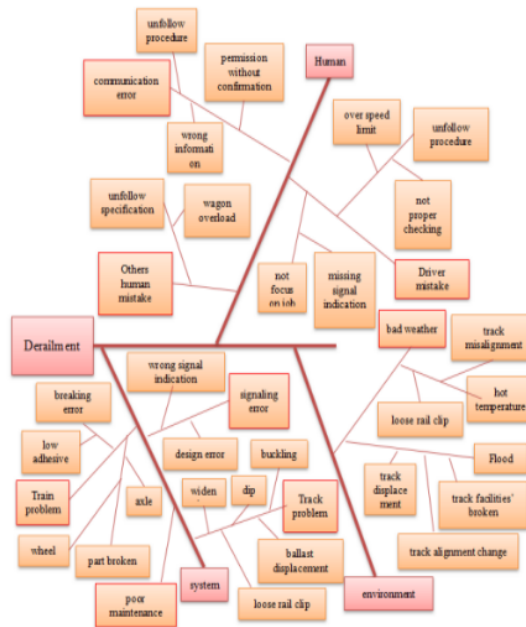 unfollow
procedure
Human
permission
without
confirmation
communication
error
over speed
limit
unfollow
procedure
wrong
informati
on
unfollow
specification
wagon
overload
not
proper
checking
Others
human
mistake
not
focus
on job
missing
signal
indication
Driver
mistake
Derailment
bad weather
track
misalignment
wrong signal
indication
signaling
error
breaking
error
hot
temperature
loose rail clip
low
adhesive
design error
buckling
Flood
Train
problem
axle
widen
dip
Track
problem
track
displace
ment
track facilities'
broken
wheel
part broken
ballast
displacement
track alignment change
poor
maintenance
system
loose rail clip
environment